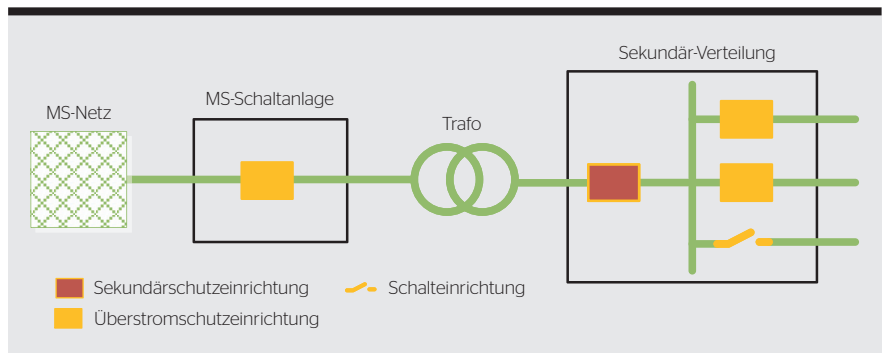 Sekundär-Verteilung
MS-Schaltanlage
MS-Netz
Trafo
Sekundärschutzeinrichtung
Schalteinrichtung
Überstromschutzeinrichtung